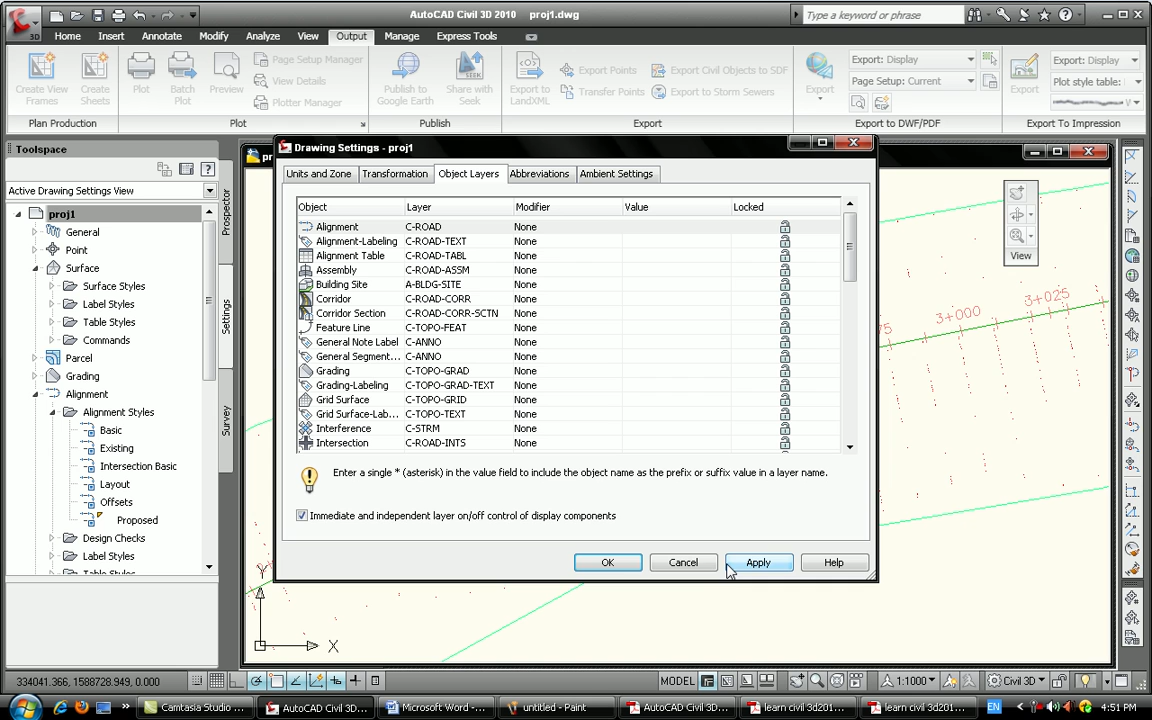 AutoCAD Civil 3D 2010 proj1.dwg
Type a keyword or phrase
3D
Home Insert Annotate Modify Analyze View Output Manage Express Tools
Create View Frames
Create Sheets
Plan Production
Plot
Batch Plot
Preview
Page Setup Manager
View Details
Plotter Manager
Plot
Publish to Google Earth
Share with Seek
Publish
Export to LandXML
Export Points
Transfer Points
Export Civil Objects to SDF
Export to Storm Sewers
Export
Export
Export: Display
Page Setup: Current
Export to DWF/PDF
Export
Export: Display
Plot style table:
Export To Impression
Toolspace
Active Drawing Settings View
proj1
General
Point
Surface
Surface Styles
Label Styles
Table Styles
Commands
Parcel
Grading
Alignment
Alignment Styles
Basic
Existing
Intersection Basic
Layout
Offsets
Proposed
Design Checks
Label Styles
Table Styles
Prospector
Settings
Survey
Drawing Settings - proj1
Units and Zone Transformation Object Layers Abbreviations Ambient Settings
Object Layer Modifier Value Locked
Alignment C-ROAD None
Alignment-Labeling C-ROAD-TEXT None
Alignment Table C-ROAD-TABL None
Assembly C-ROAD-ASSM None
Building Site A-BLDG-SITE None
Corridor C-ROAD-CORR None
Corridor Section C-ROAD-CORR-SCTN None
Feature Line C-TOPO-FEAT None
General Note Label C-ANNO None
General Segment... C-ANNO None
Grading C-TOPO-GRAD None
Grading-Labeling C-TOPO-GRAD-TEXT None
Grid Surface C-TOPO-GRID None
Grid Surface-Lab... C-TOPO-TEXT None
Interference C-STRM None
Intersection C-ROAD-INTS None
Enter a single * (asterisk) in the value field to include the object name as the prefix or suffix value in a layer name.
Immediate and independent layer on/off control of display components
OK Cancel Apply Help
View
75 3+000 3+025
Y
X
334041.366, 1588728.949, 0.000
MODEL
1:1000
Civil 3D
Camtasia Studio ...
AutoCAD Civil 3D...
Microsoft Word -...
untitled - Paint
AutoCAD Civil 3D...
learn civil 3d201...
learn civil 3d201...
EN
4:51 PM